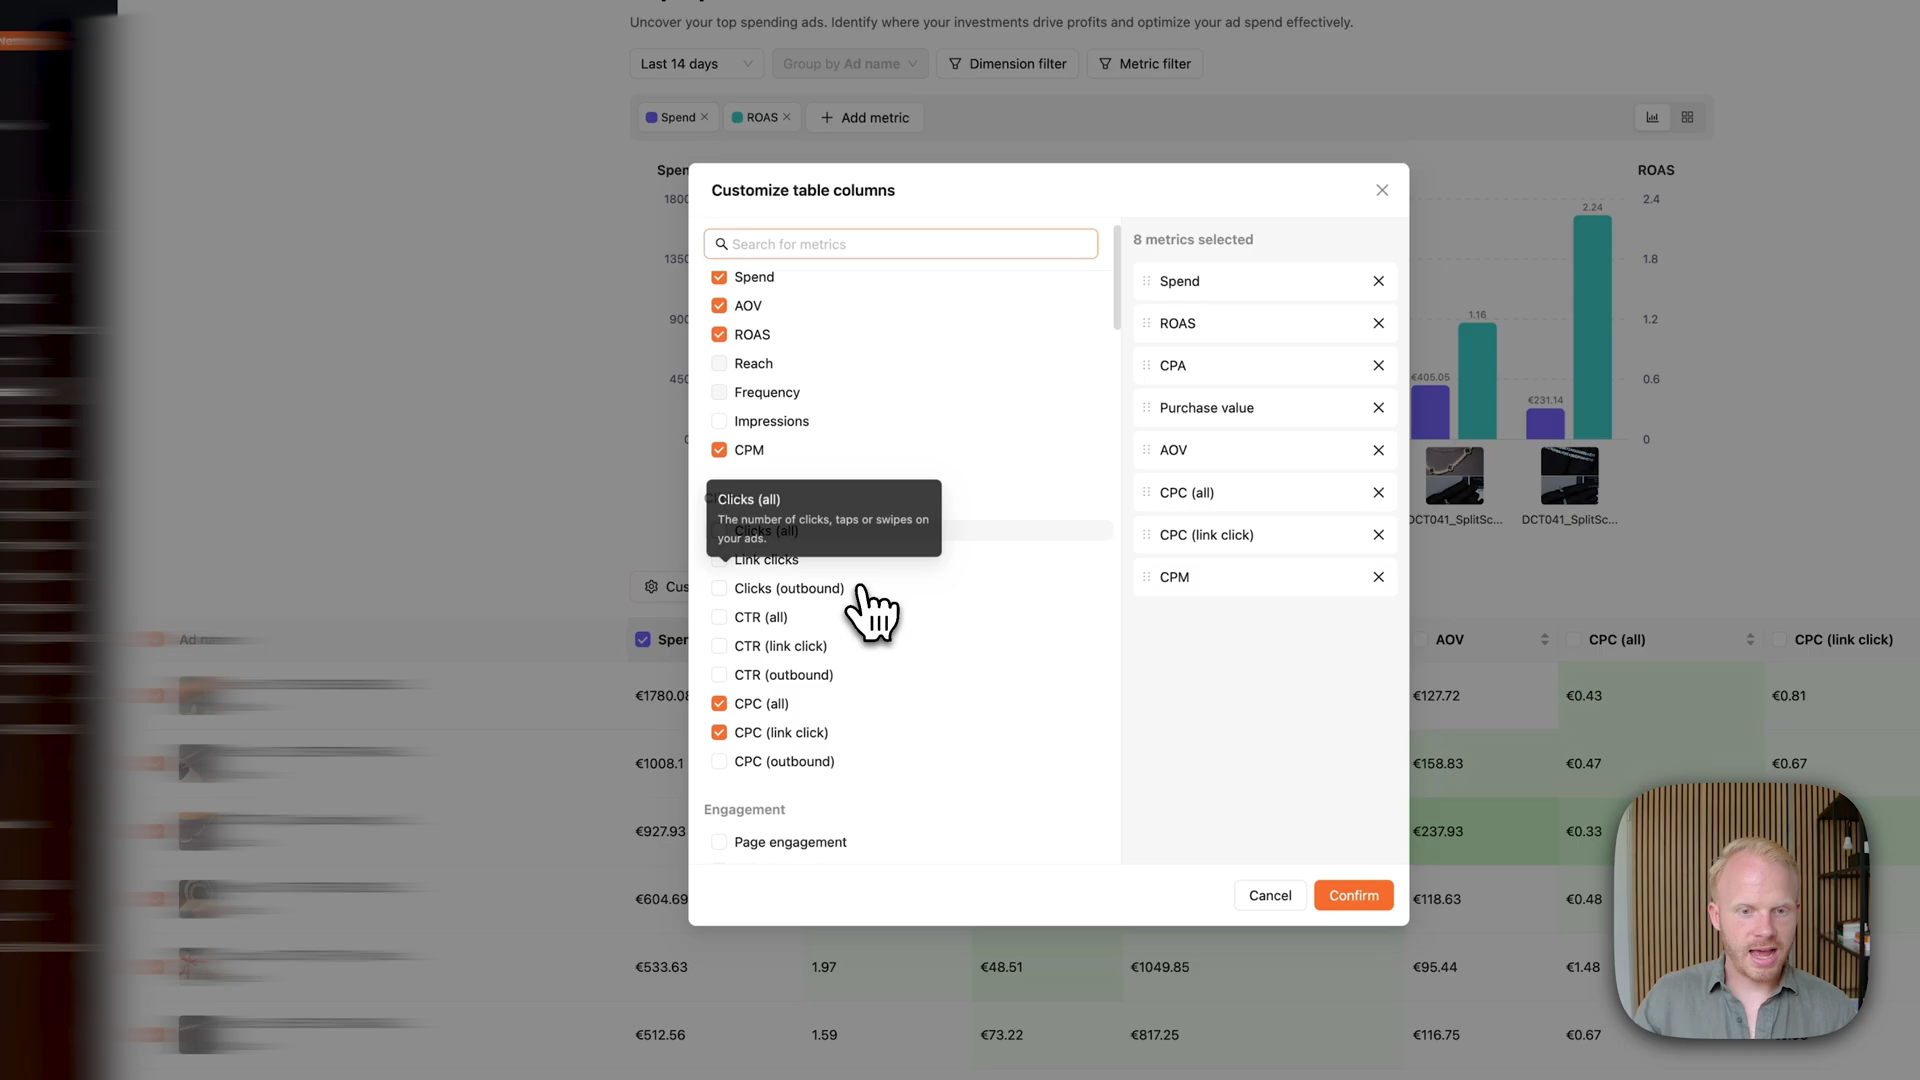 Uncover your top spending ads. Identify where your investments drive profits and optimize your ad spend effectively.
Last 14 days
Group by Ad name
Dimension filter
Metric filter
Spend
ROAS
Add metric
ROAS
1800
1350
900
450
0
2.4
1.8
1.2
0.6
0
2.24
1.16
€405.05
€231.14
DCT041_SplitSc...
DCT041_SplitSc...
Customize table columns
Search for metrics
Spend
AOV
ROAS
Reach
Frequency
Impressions
CPM
Clicks (all)
The number of clicks, taps or swipes on
your ads.
Clicks (all)
Link clicks
Clicks (outbound)
CTR (all)
CTR (link click)
CTR (outbound)
CPC (all)
CPC (link click)
CPC (outbound)
Engagement
Page engagement
8 metrics selected
Spend
ROAS
CPA
Purchase value
AOV
CPC (all)
CPC (link click)
CPM
Cancel
Confirm
AOV
CPC (all)
CPC (link click)
€1780.08
€127.72
€0.43
€0.81
€1008.1
€158.83
€0.47
€0.67
€927.93
€237.93
€0.33
€604.69
€118.63
€0.48
€533.63
1.97
€48.51
€1049.85
€95.44
€1.48
€512.56
1.59
€73.22
€817.25
€116.75
€0.67